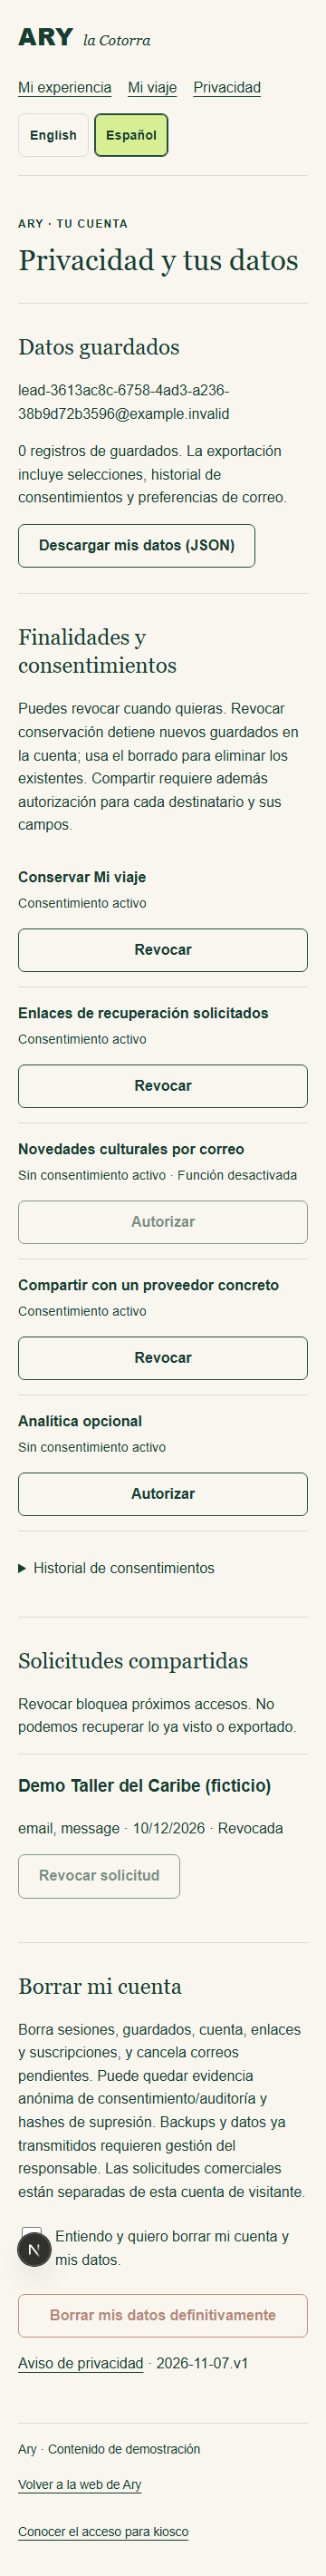 ARY la Cotorra
Mi experiencia Mi viaje Privacidad
English Español
ARY · TU CUENTA
Privacidad y tus datos
Datos guardados
lead-3613ac8c-6758-4ad3-a236-
38b9d72b3596@example.invalid
0 registros de guardados. La exportación
incluye selecciones, historial de
consentimientos y preferencias de correo.
Descargar mis datos (JSON)
Finalidades y
consentimientos
Puedes revocar cuando quieras. Revocar
conservación detiene nuevos guardados en
la cuenta; usa el borrado para eliminar los
existentes. Compartir requiere además
autorización para cada destinatario y sus
campos.
Conservar Mi viaje
Consentimiento activo
Revocar
Enlaces de recuperación solicitados
Consentimiento activo
Revocar
Novedades culturales por correo
Sin consentimiento activo · Función desactivada
Autorizar
Compartir con un proveedor concreto
Consentimiento activo
Revocar
Analítica opcional
Sin consentimiento activo
Autorizar
Historial de consentimientos
Solicitudes compartidas
Revocar bloquea próximos accesos. No
podemos recuperar lo ya visto o exportado.
Demo Taller del Caribe (ficticio)
email, message · 10/12/2026 · Revocada
Revocar solicitud
Borrar mi cuenta
Borra sesiones, guardados, cuenta, enlaces
y suscripciones, y cancela correos
pendientes. Puede quedar evidencia
anónima de consentimiento/auditoría y
hashes de supresión. Backups y datos ya
transmitidos requieren gestión del
responsable. Las solicitudes comerciales
están separadas de esta cuenta de visitante.
Entiendo y quiero borrar mi cuenta y
mis datos.
N
Borrar mis datos definitivamente
Aviso de privacidad · 2026-11-07.v1
Ary · Contenido de demostración
Volver a la web de Ary
Conocer el acceso para kiosco